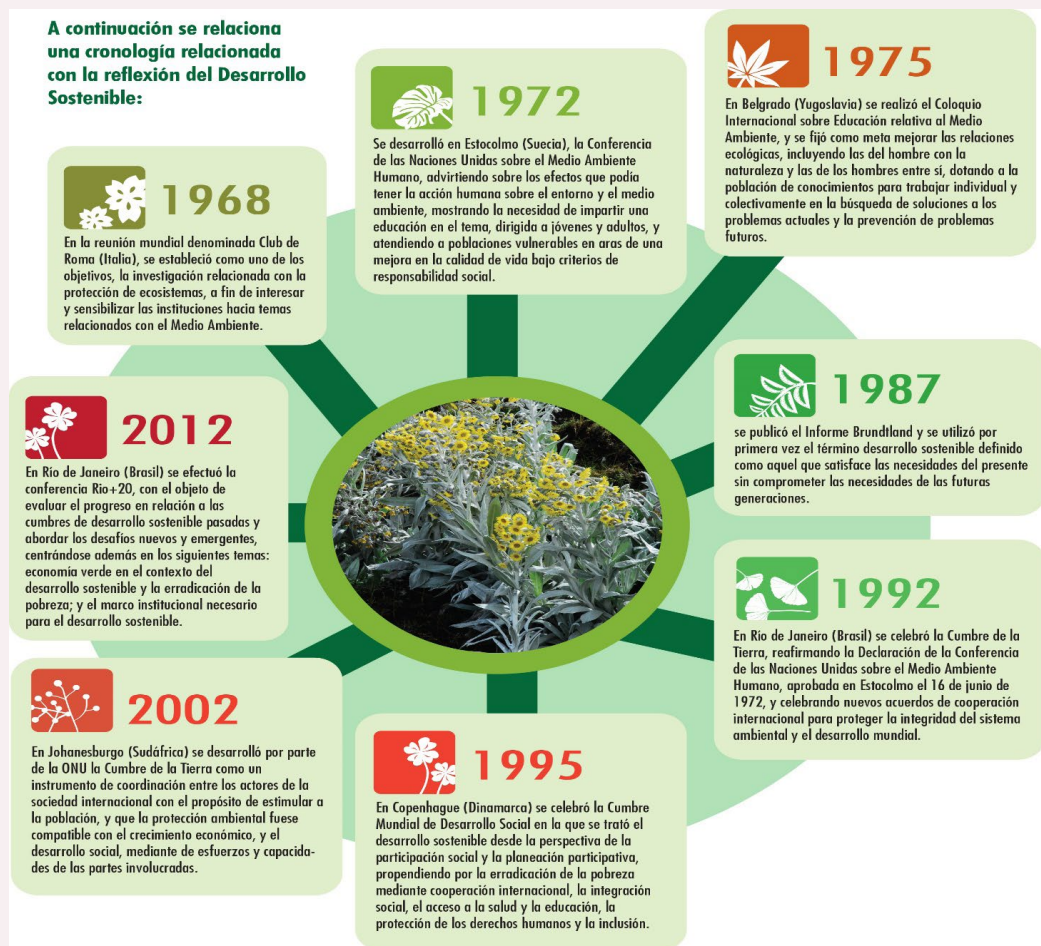 A continuación se relaciona
una cronología relacionada
con la reflexión del Desarrollo
Sostenible:
1968
En la reunión mundial denominada Club de
Roma (Italia), se estableció como uno de los
objetivos, la investigación relacionada con la
protección de ecosistemas, a fin de interesar
y sensibilizar las instituciones hacia temas
relacionados con el Medio Ambiente.
1972
Se desarrolló en Estocolmo (Suecia), la Conferencia
de las Naciones Unidas sobre el Medio Ambiente
Humano, advirtiendo sobre los efectos que podía
tener la acción humana sobre el entorno y el medio
ambiente, mostrando la necesidad de impartir una
educación en el tema, dirigida a jóvenes y adultos, y
atendiendo a poblaciones vulnerables en aras de una
mejora en la calidad de vida bajo criterios de
responsabilidad social.
1975
En Belgrado (Yugoslavia) se realizó el Coloquio
Internacional sobre Educación relativa al Medio
Ambiente, y se fijó como meta mejorar las relaciones
ecológicas, incluyendo las del hombre con la
naturaleza y las de los hombres entre sí, dotando a la
población de conocimientos para trabajar individual y
colectivamente en la búsqueda de soluciones a los
problemas actuales y la prevención de problemas
futuros.
1987
se publicó el Informe Brundtland y se utilizó por
primera vez el término desarrollo sostenible definido
como aquel que satisface las necesidades del presente
sin comprometer las necesidades de las futuras
generaciones.
1992
En Río de Janeiro (Brasil) se celebró la Cumbre de la
Tierra, reafirmando la Declaración de la Conferencia
de las Naciones Unidas sobre el Medio Ambiente
Humano, aprobada en Estocolmo el 16 de junio de
1972, y celebrando nuevos acuerdos de cooperación
internacional para proteger la integridad del sistema
ambiental y el desarrollo mundial.
1995
En Copenhague (Dinamarca) se celebró la Cumbre
Mundial de Desarrollo Social en la que se trató el
desarrollo sostenible desde la perspectiva de la
participación social y la planeación participativa,
propendiendo por la erradicación de la pobreza
mediante cooperación internacional, la integración
social, el acceso a la salud y la educación, la
protección de los derechos humanos y la inclusión.
2002
En Johanesburgo (Sudáfrica) se desarrolló por parte
de la ONU la Cumbre de la Tierra como un
instrumento de coordinación entre los actores de la
sociedad internacional con el propósito de estimular a
la población, y que la protección ambiental fuese
compatible con el crecimiento económico, y el
desarrollo social, mediante de esfuerzos y capacida-
des de las partes involucradas.
2012
En Río de Janeiro (Brasil) se efectuó la
conferencia Rio+20, con el objeto de
evaluar el progreso en relación a las
cumbres de desarrollo sostenible pasadas y
abordar los desafíos nuevos y emergentes,
centrándose además en los siguientes temas:
economía verde en el contexto del
desarrollo sostenible y la erradicación de la
pobreza; y el marco institucional necesario
para el desarrollo sostenible.